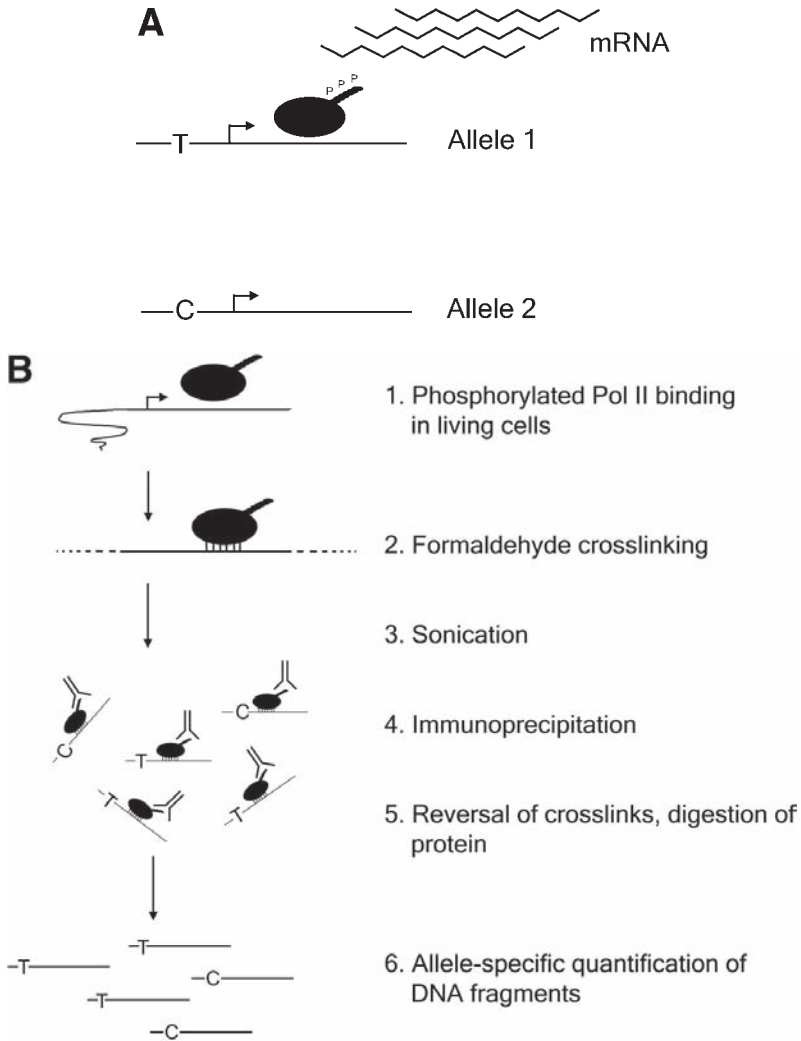 A
mRNA
P P P
T
Allele 1
C
Allele 2
B
1. Phosphorylated Pol II binding
in living cells
2. Formaldehyde crosslinking
3. Sonication
C
T
C
T
T
4. Immunoprecipitation
5. Reversal of crosslinks, digestion of
protein
T
T
C
T
C
6. Allele-specific quantification of
DNA fragments